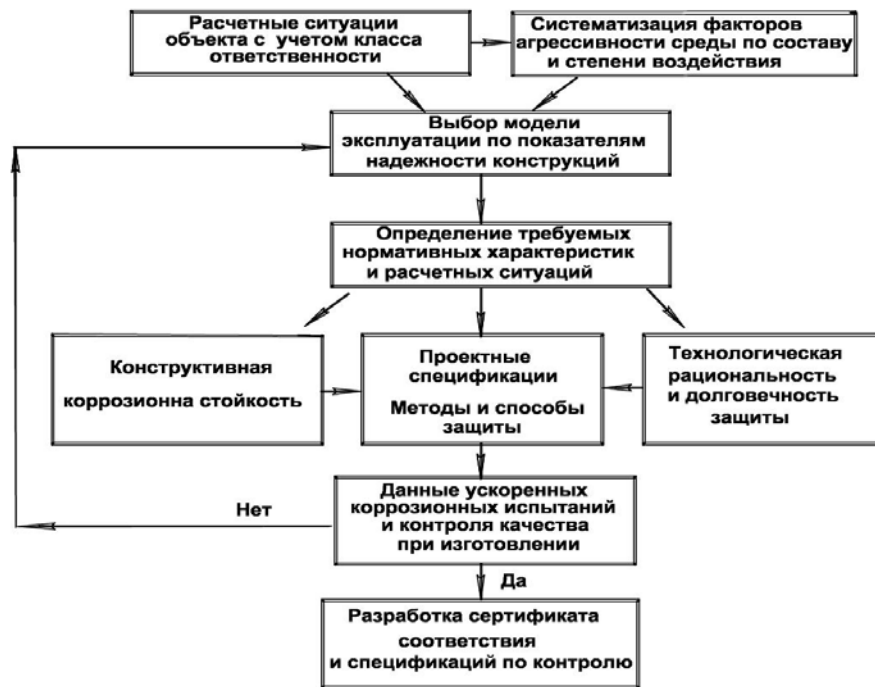 Расчетные ситуации
объекта с учетом класса
ответственности
Систематизация факторов
агрессивности среды по составу
и степени воздействия
Выбор модели
эксплуатации по показателям
надежности конструкций
Определение требуемых
нормативных характеристик
и расчетных ситуаций
Конструктивная
коррозионна стойкость
Проектные
спецификации
Методы и способы
защиты
Технологическая
рациональность
и долговечность
защиты
Данные ускоренных
коррозионных испытаний
и контроля качества
при изготовлении
Нет
Да
Разработка сертификата
соответствия
и спецификаций по контролю